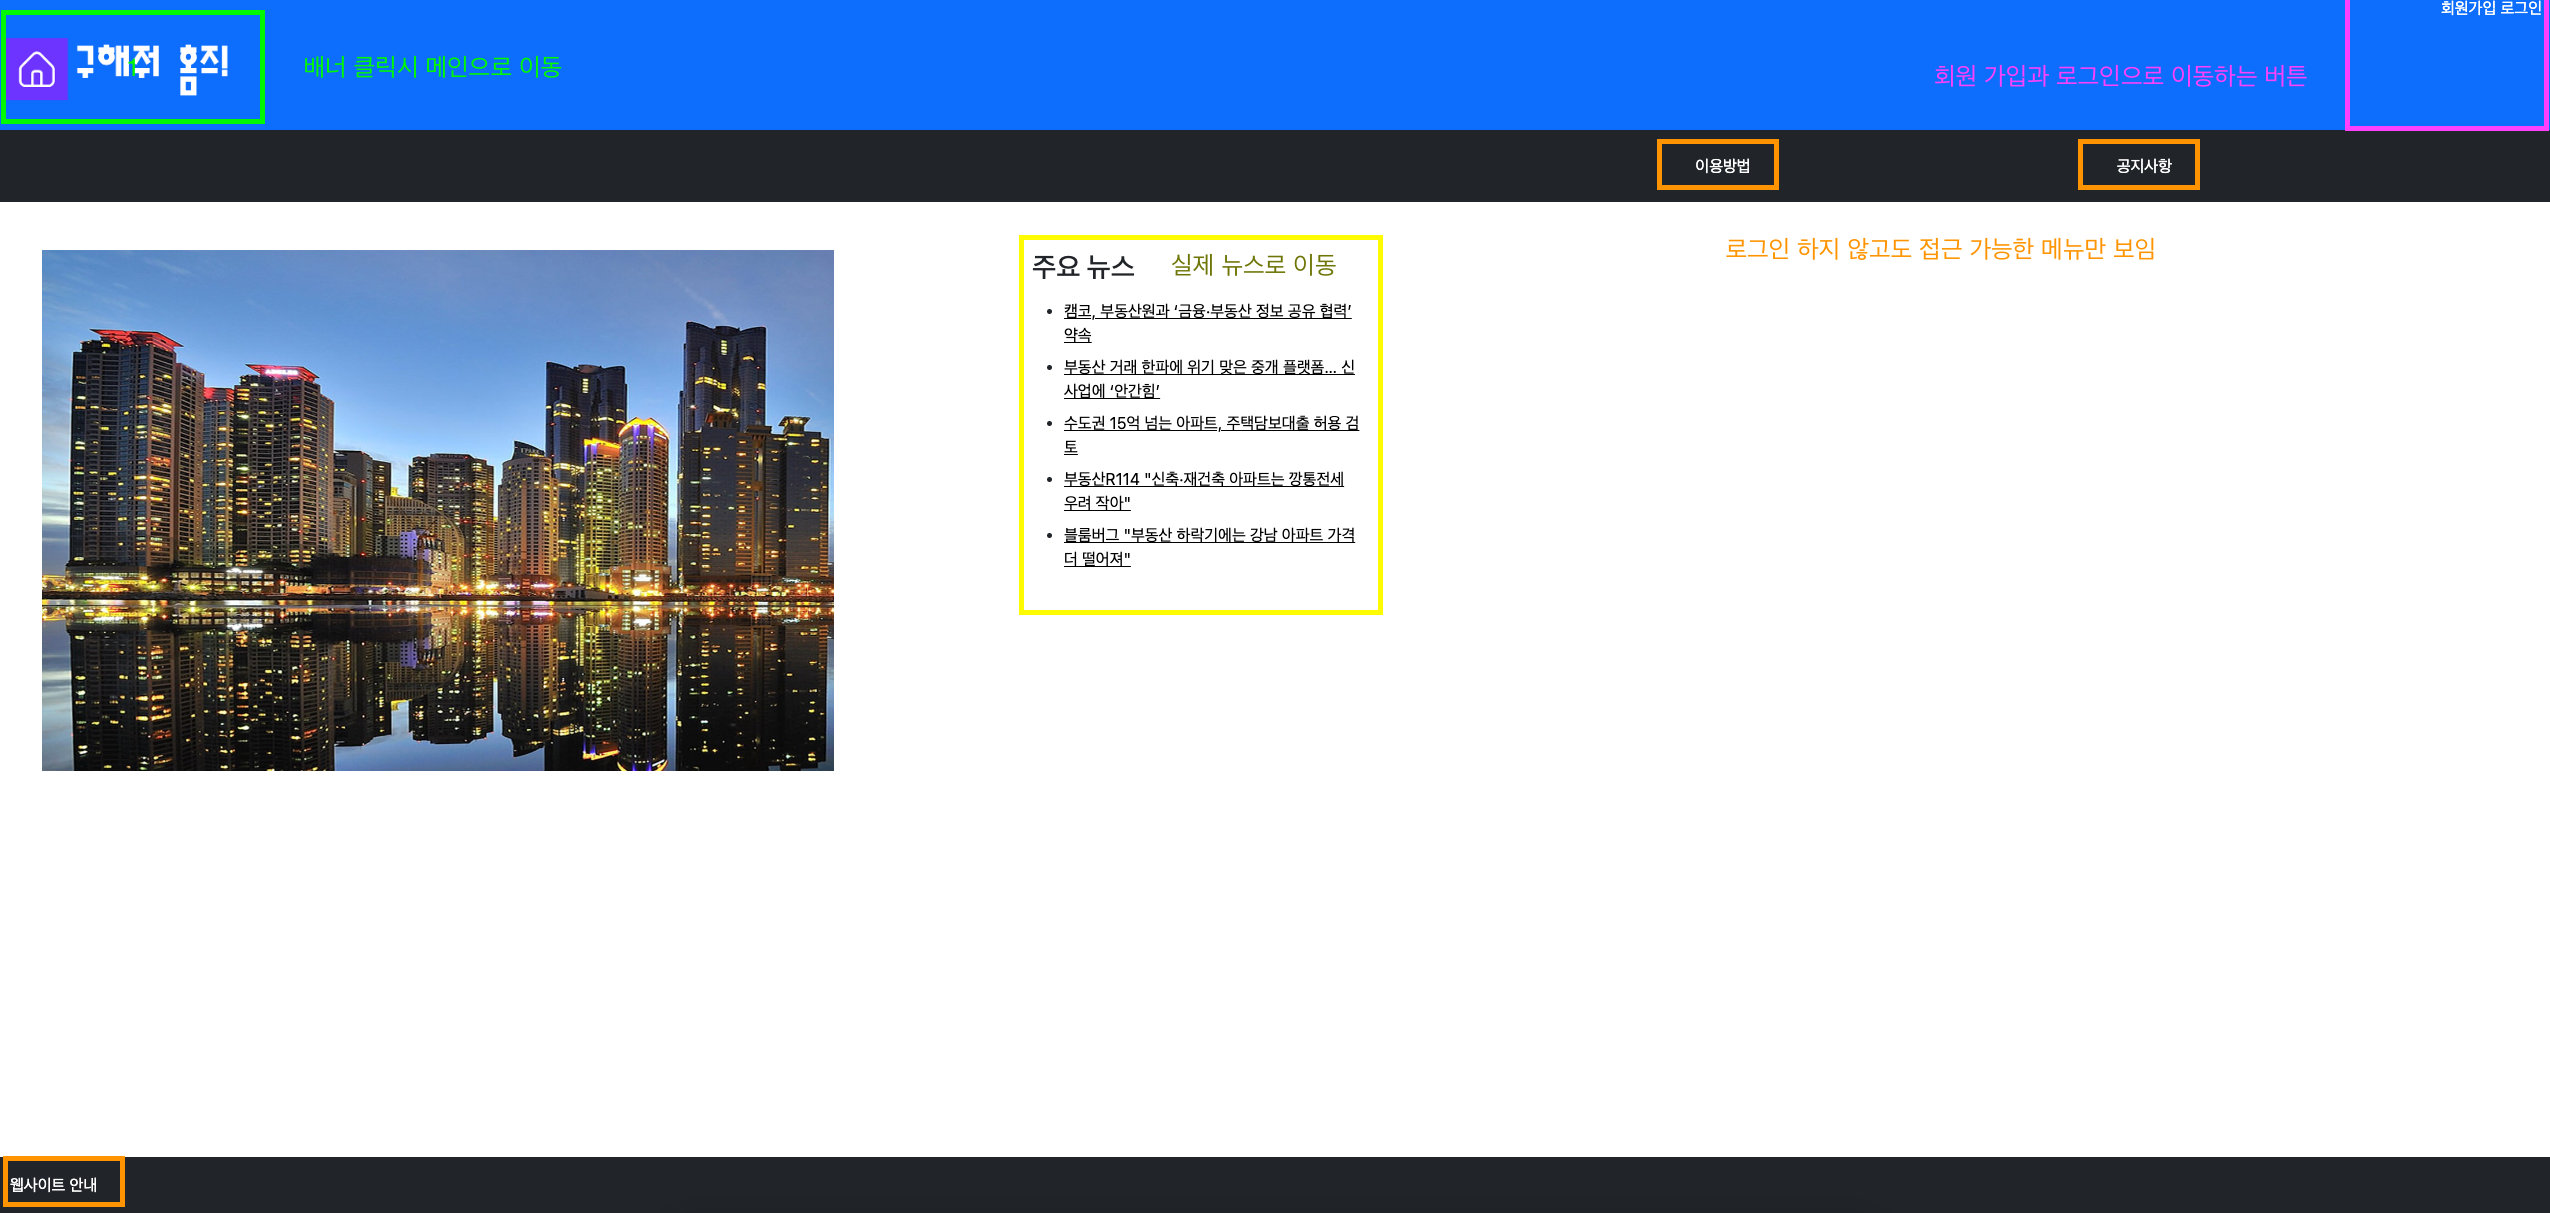 구해줘 홈즈!
배너 클릭시 메인으로 이동
회원가입 로그인
회원 가입과 로그인으로 이동하는 버튼
이용방법
공지사항
주요 뉴스
실제 뉴스로 이동
로그인 하지 않고도 접근 가능한 메뉴만 보임
캠코, 부동산원과 ‘금융·부동산 정보 공유 협력’
약속
부동산 거래 한파에 위기 맞은 중개 플랫폼... 신
사업에 ‘안간힘’
수도권 15억 넘는 아파트, 주택담보대출 허용 검
토
부동산R114 "신축·재건축 아파트는 깡통전세
우려 작아"
블룸버그 "부동산 하락기에는 강남 아파트 가격
더 떨어져"
웹사이트 안내